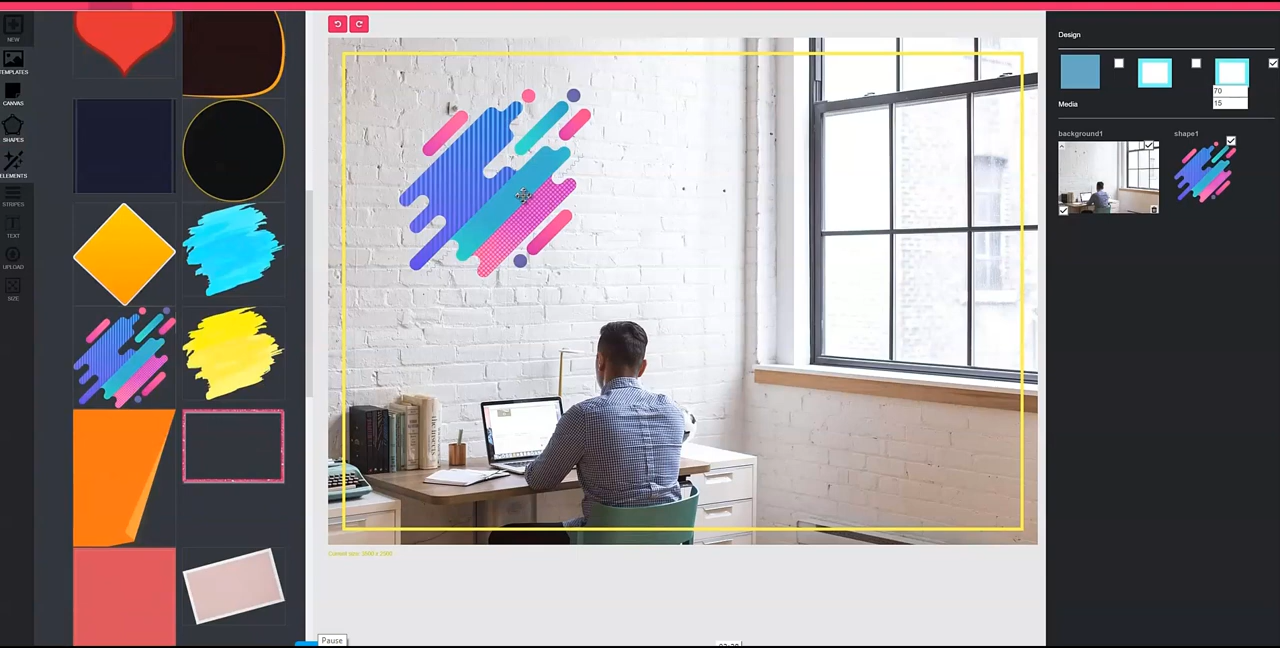 NEW
TEMPLATES
CANVAS
SHAPES
ELEMENTS
STRIPES
TEXT
UPLOAD
SIZE
Design
70
15
Media
background1
shape1
Pause